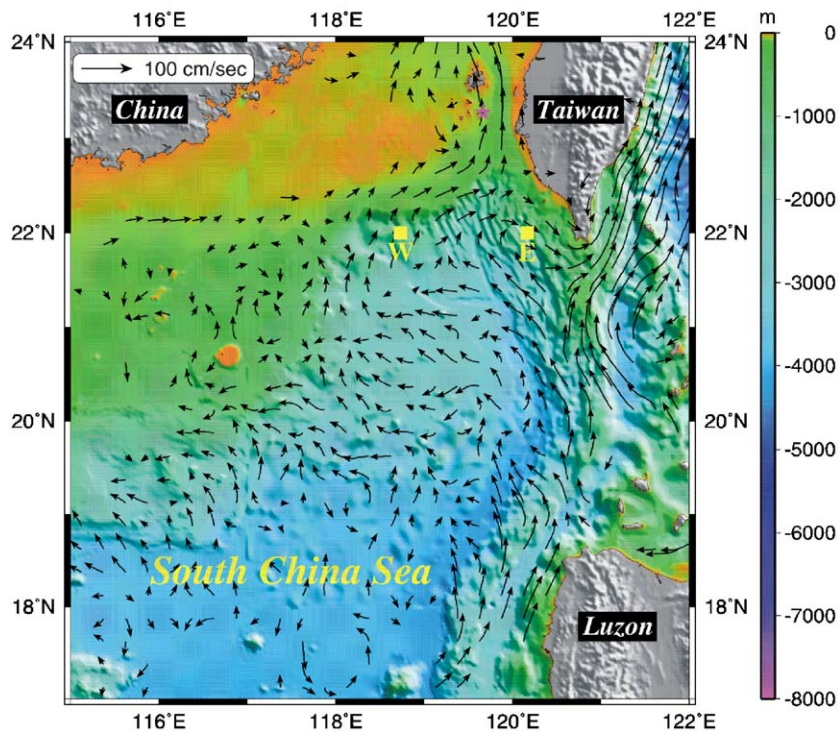 116°E 118°E 120°E 122°E
m
24°N 24°N
100 cm/sec
China
Taiwan
22°N 22°N
W E
20°N 20°N
South China Sea
18°N 18°N
Luzon
116°E 118°E 120°E 122°E
0
-1000
-2000
-3000
-4000
-5000
-6000
-7000
-8000